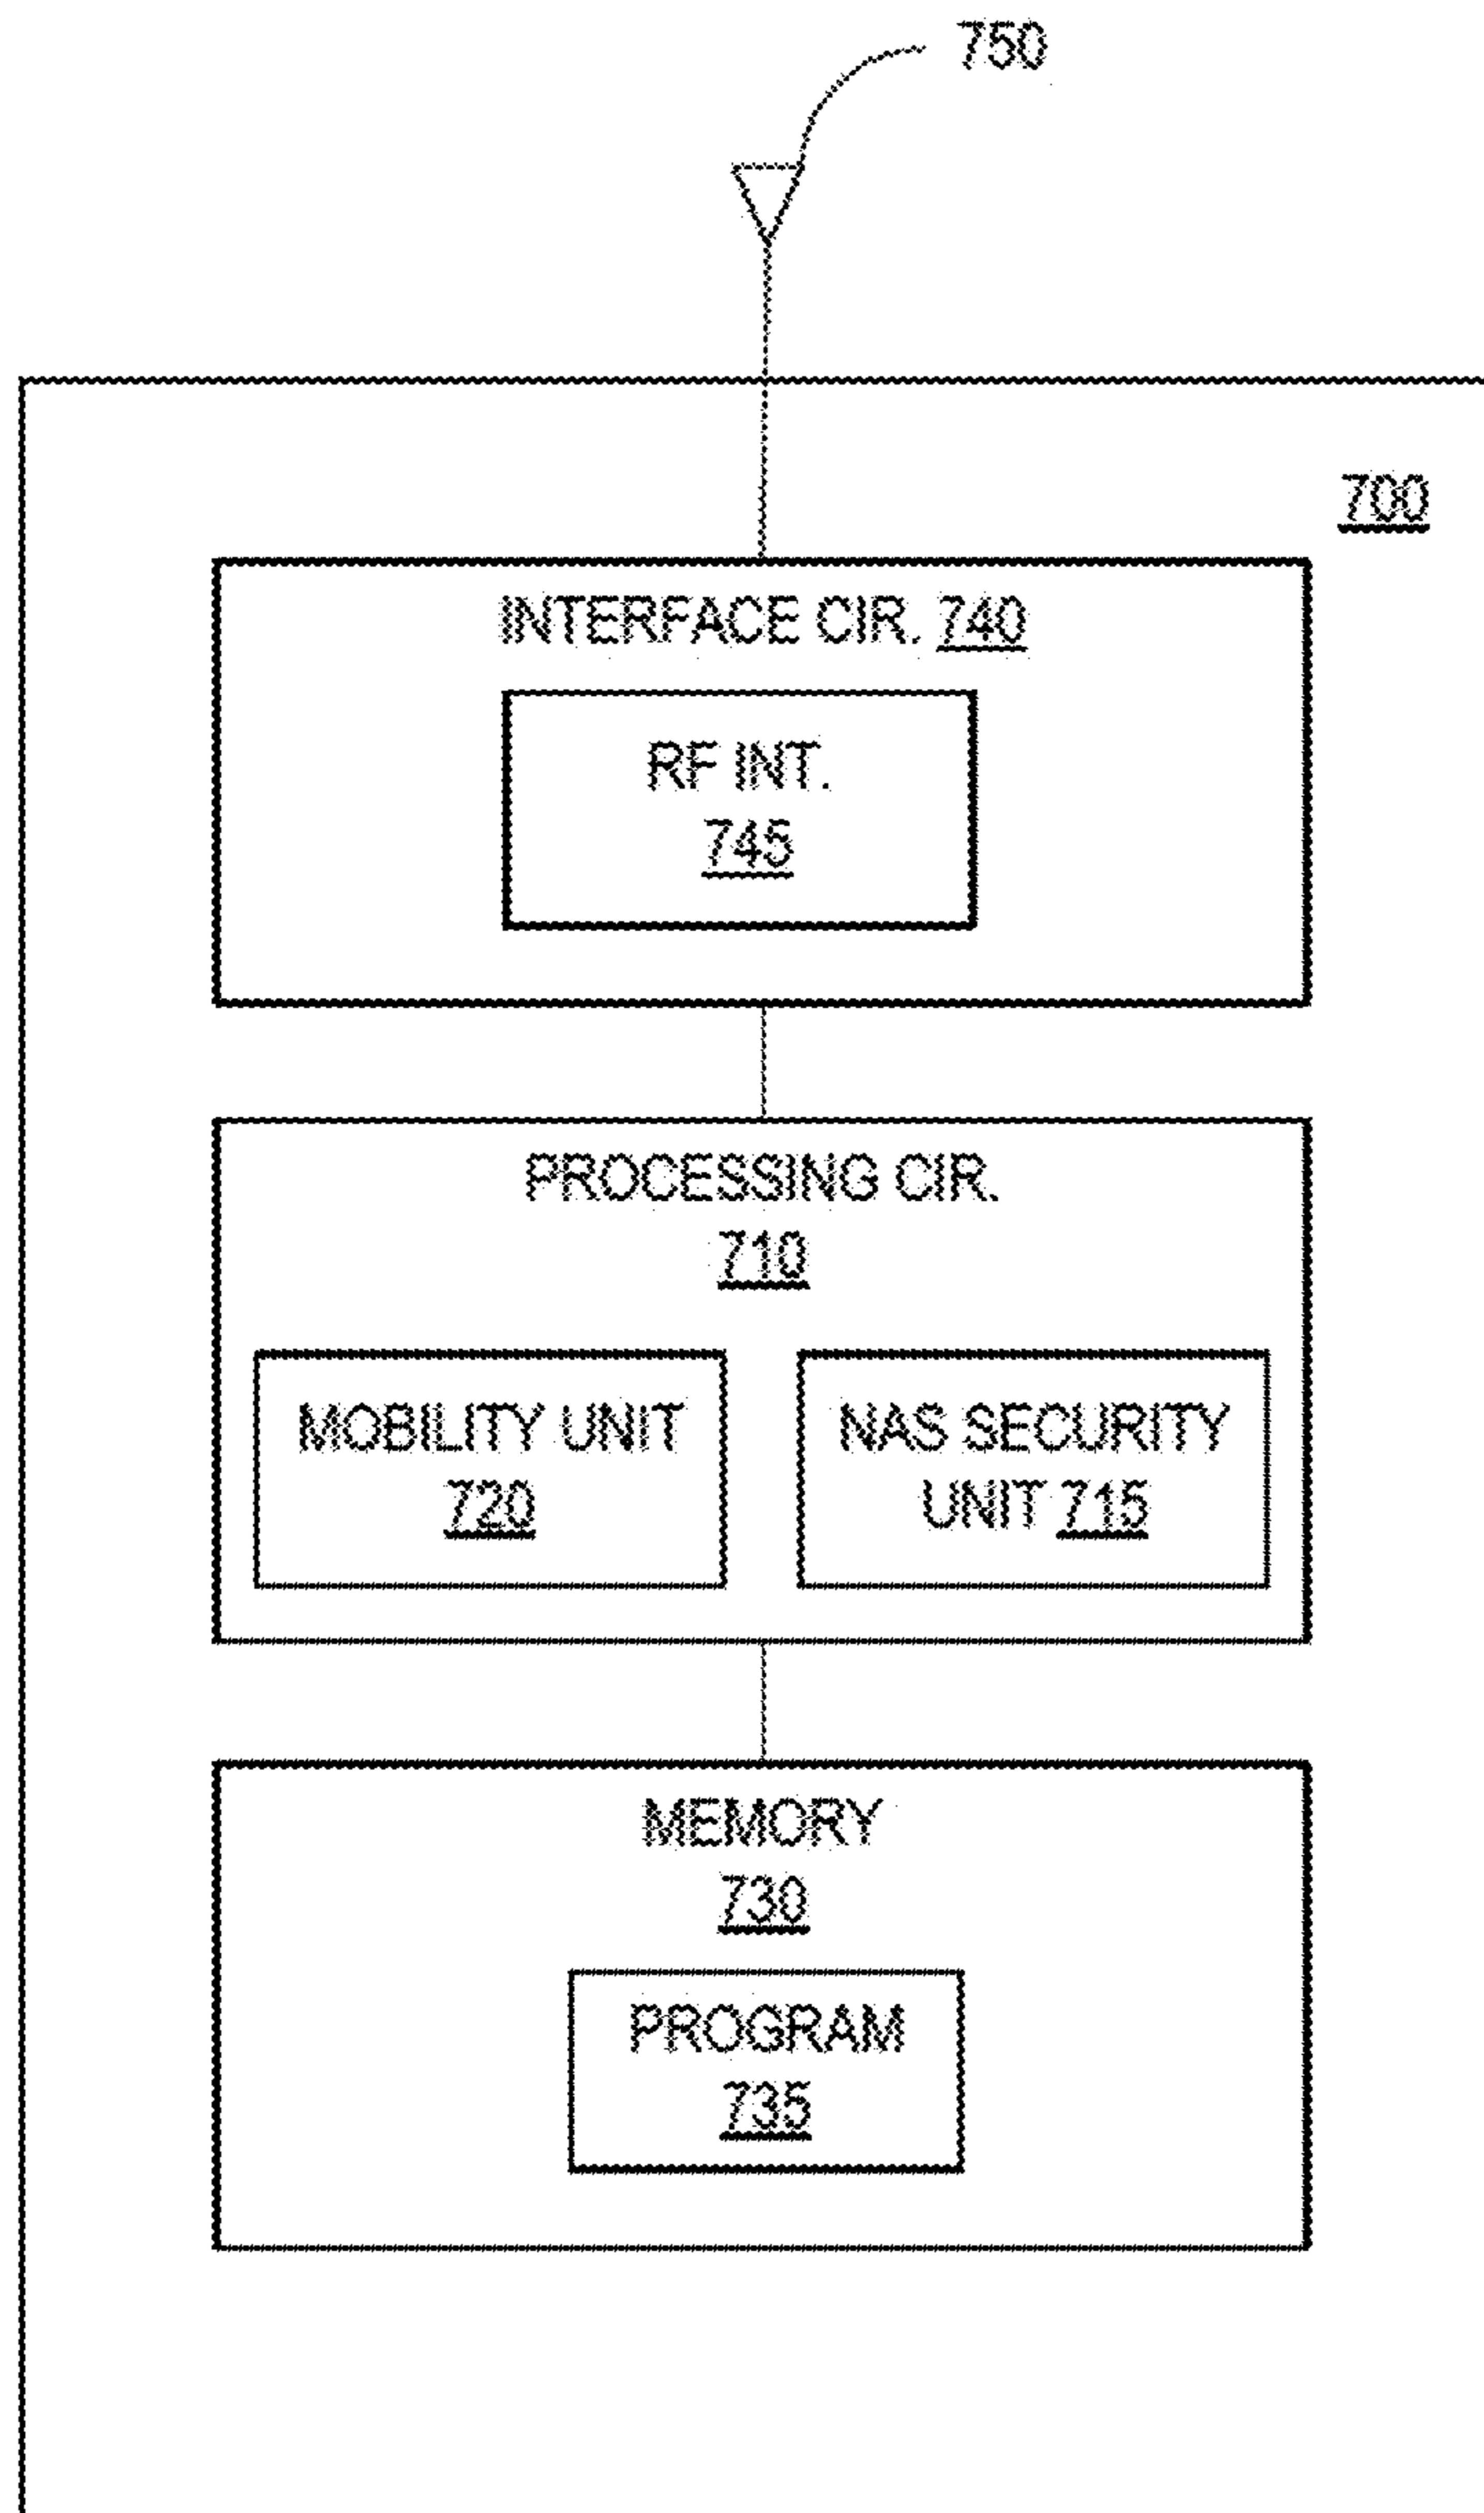 750
700
INTERFACE CIR. 740
RF INT.
745
PROCESSING CIR.
710
MOBILITY UNIT
720
NAS SECURITY
UNIT 715
MEMORY
730
PROGRAM
735